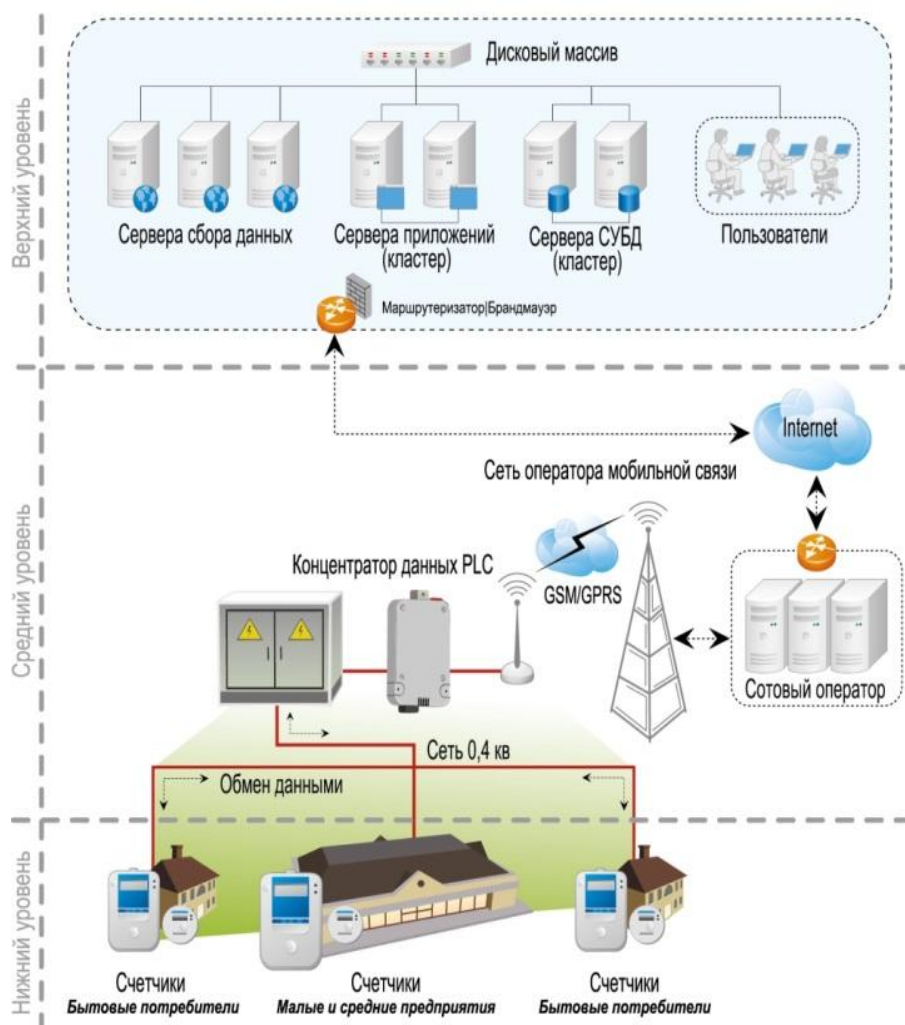 Верхний уровень
Дисковый массив
Сервера сбора данных
Сервера приложений
(кластер)
Сервера СУБД
(кластер)
Пользователи
Маршрутеризатор|Брандмауэр
Средний уровень
Internet
Сеть оператора мобильной связи
Концентратор данных PLC
GSM/GPRS
Сотовый оператор
Сеть 0,4 кв
Обмен данными
Нижний уровень
Счетчики
Бытовые потребители
Счетчики
Малые и средние предприятия
Счетчики
Бытовые потребители